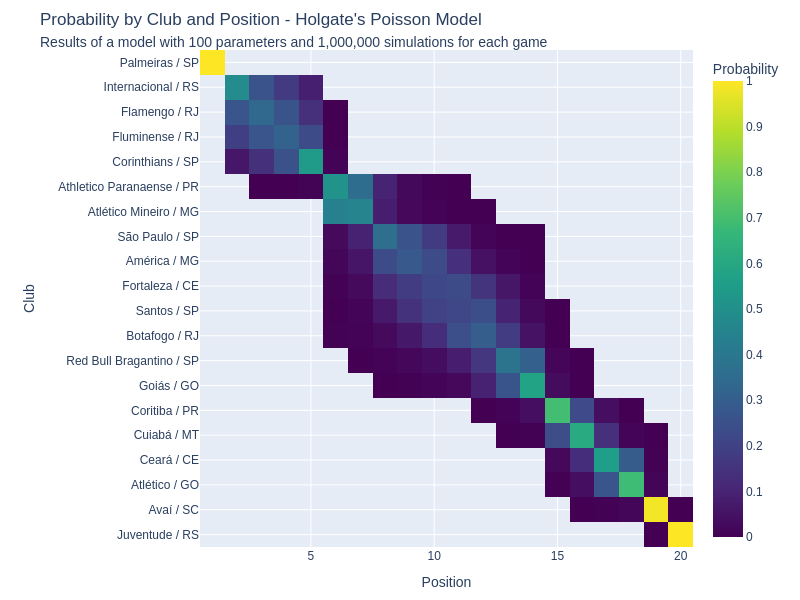 Probability by Club and Position - Holgate's Poisson Model
Results of a model with 100 parameters and 1,000,000 simulations for each game
Probability
Club
Palmeiras / SP
Internacional / RS
Flamengo / RJ
Fluminense / RJ
Corinthians / SP
Athletico Paranaense / PR
Atlético Mineiro / MG
São Paulo / SP
América / MG
Fortaleza / CE
Santos / SP
Botafogo / RJ
Red Bull Bragantino / SP
Goiás / GO
Coritiba / PR
Cuiabá / MT
Ceará / CE
Atlético / GO
Avaí / SC
Juventude / RS
1
0.9
0.8
0.7
0.6
0.5
0.4
0.3
0.2
0.1
0
5 10 15 20
Position